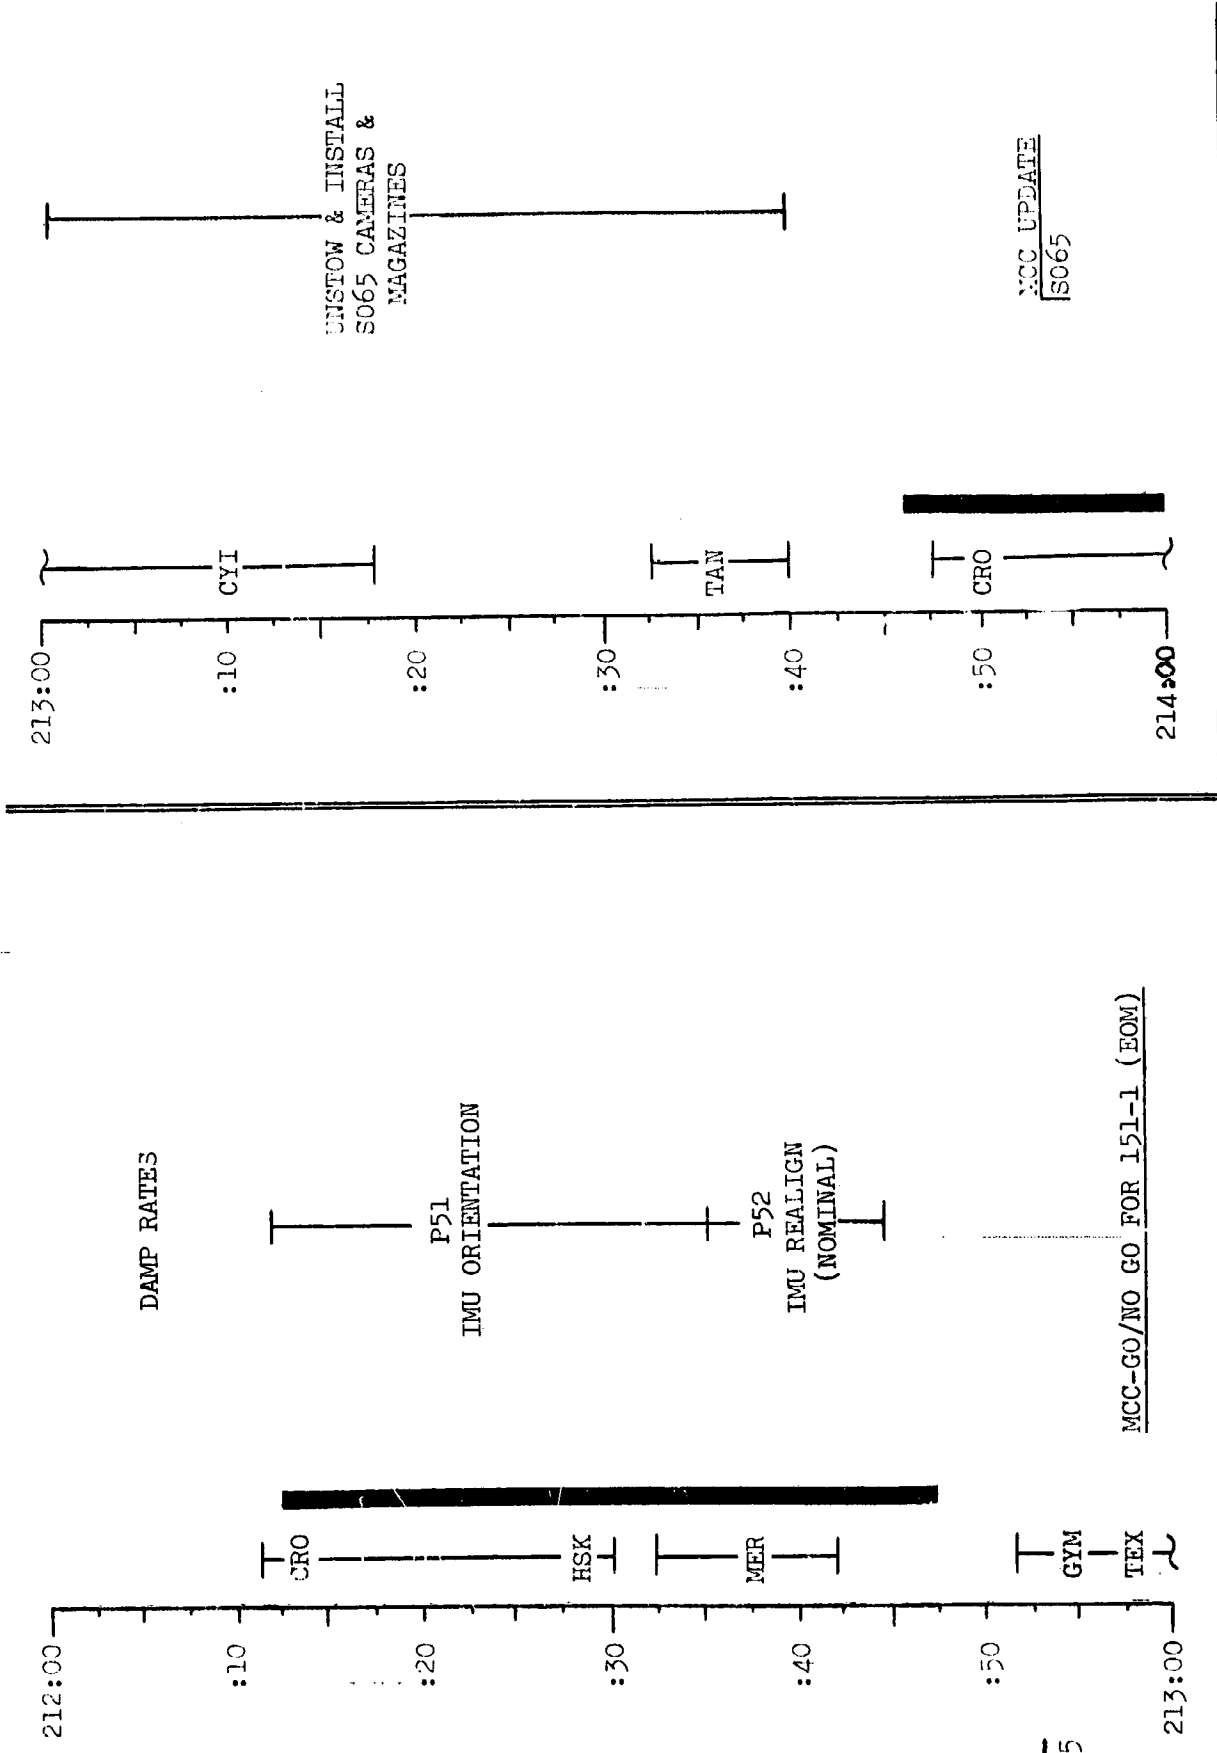 212:00
:10
:20
:30
:40
:50
213:00
CRO
HSK
MER
GYM
TEX
DAMP RATES
P51
IMU ORIENTATION
P52
IMU REALIGN
(NOMINAL)
MCC-GO/NO GO FOR 151-1 (EOM)
5
213:00
:10
:20
:30
:40
:50
214:00
CYI
TAN
CRO
UNSTOW & INSTALL
S065 CAMERAS &
MAGAZINES
MCC UPDATE
S065